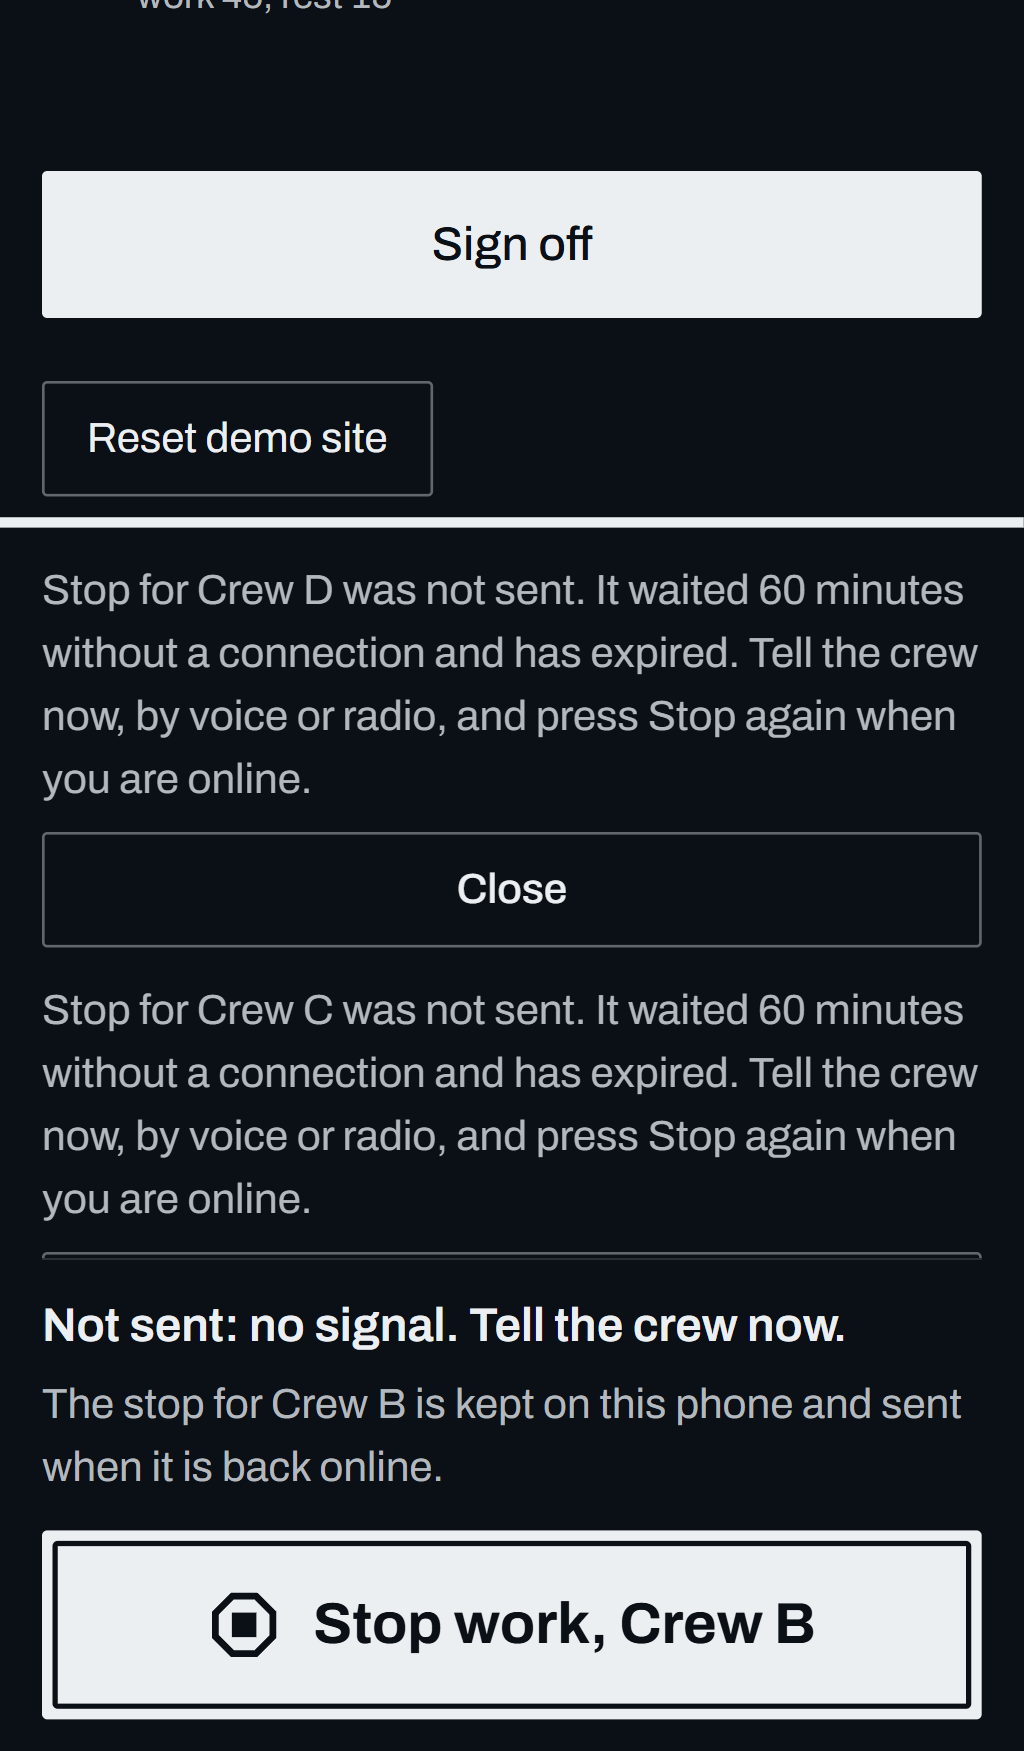 work 45, rest 15
Sign off
Reset demo site
Stop for Crew D was not sent. It waited 60 minutes
without a connection and has expired. Tell the crew
now, by voice or radio, and press Stop again when
you are online.
Close
Stop for Crew C was not sent. It waited 60 minutes
without a connection and has expired. Tell the crew
now, by voice or radio, and press Stop again when
you are online.
Not sent: no signal. Tell the crew now.
The stop for Crew B is kept on this phone and sent
when it is back online.
Stop work, Crew B